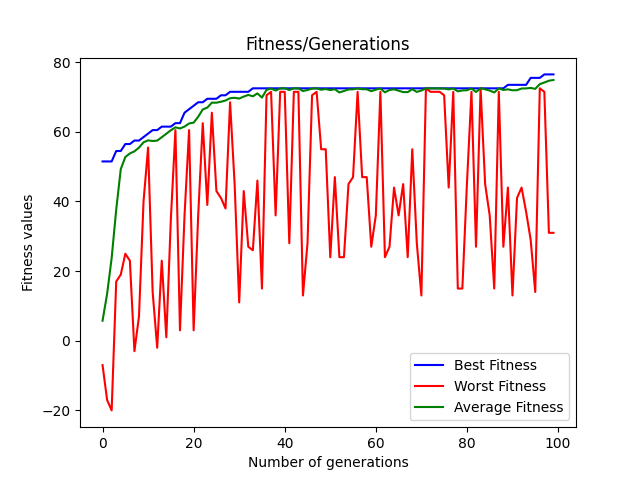 Fitness/Generations
Fitness values
80
60
40
20
0
−20
0 20 40 60 80 100
Number of generations
Best Fitness
Worst Fitness
Average Fitness